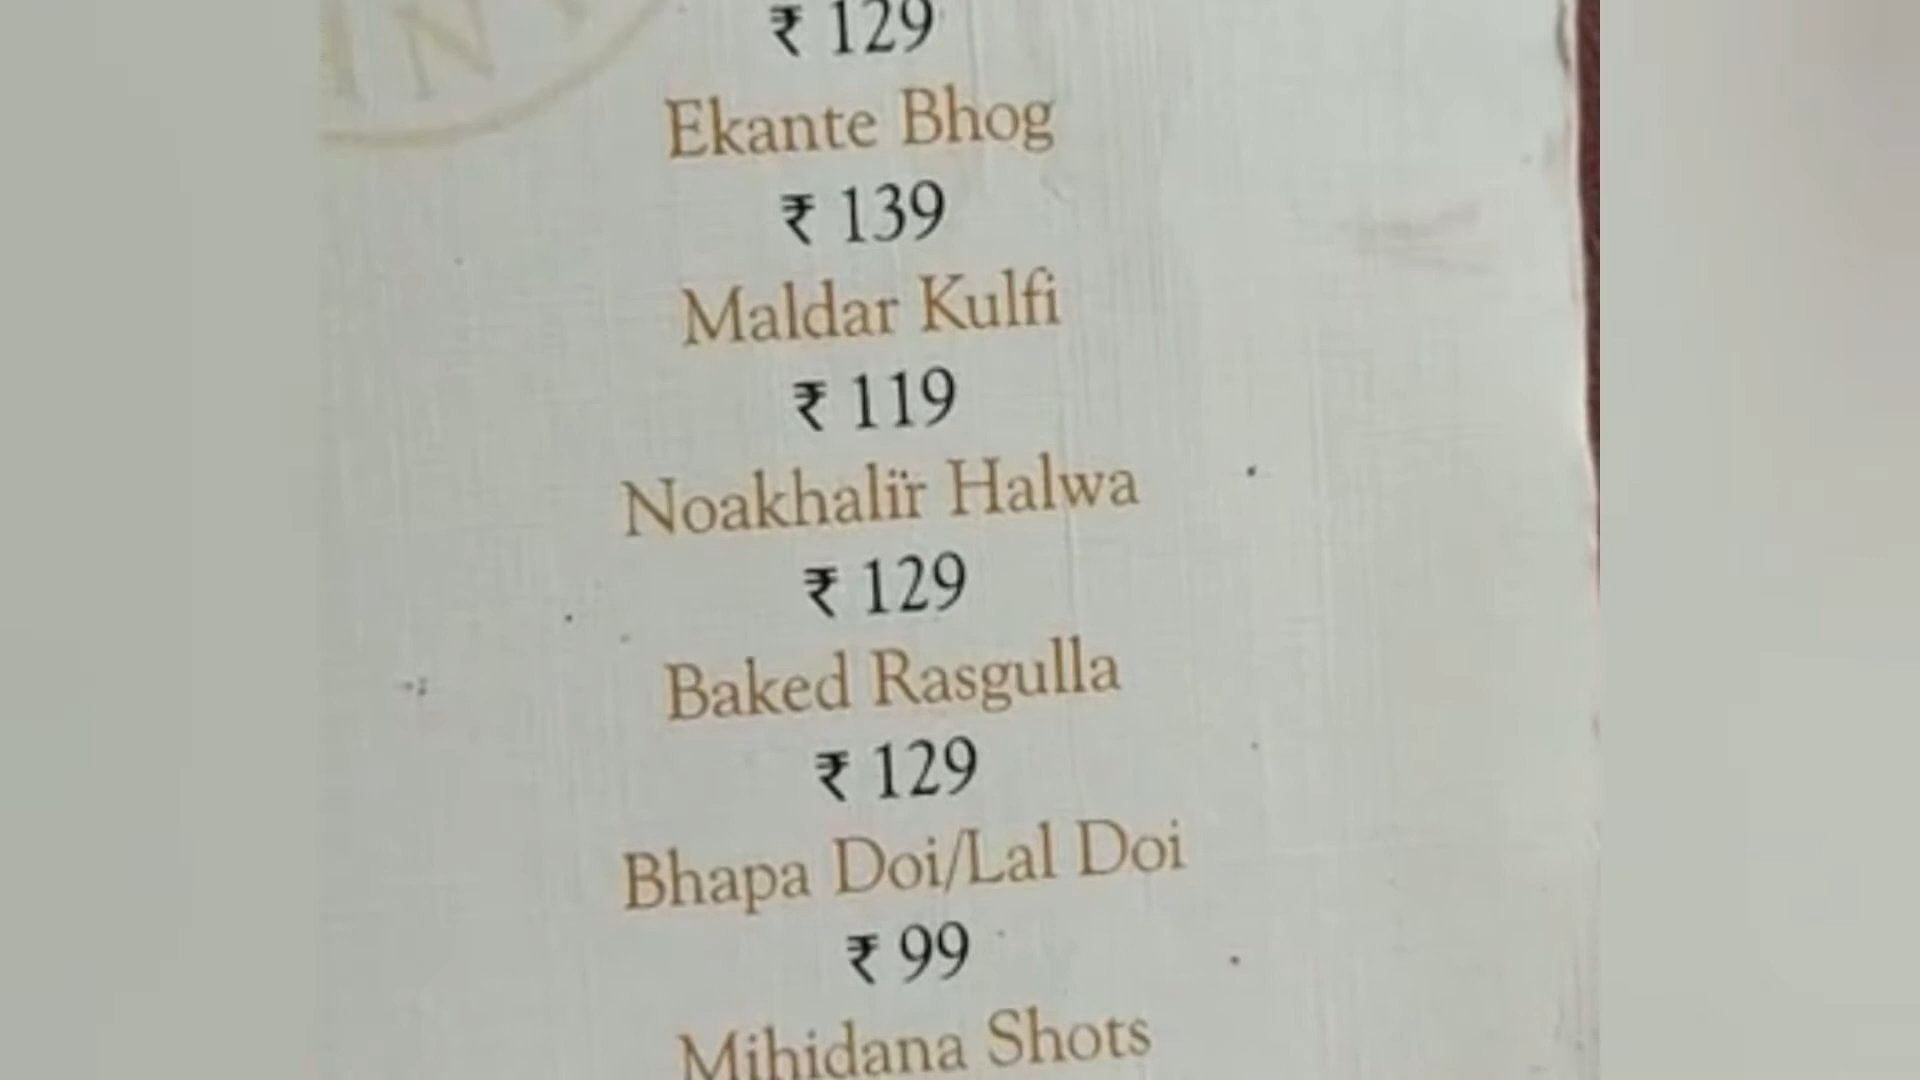 ₹ 129
Ekante Bhog
₹ 139
Maldar Kulfi
₹ 119
Noakhaliïr Halwa
₹ 129
Baked Rasgulla
₹ 129
Bhapa Doi/Lal Doi
₹ 99
Mihidana Shots